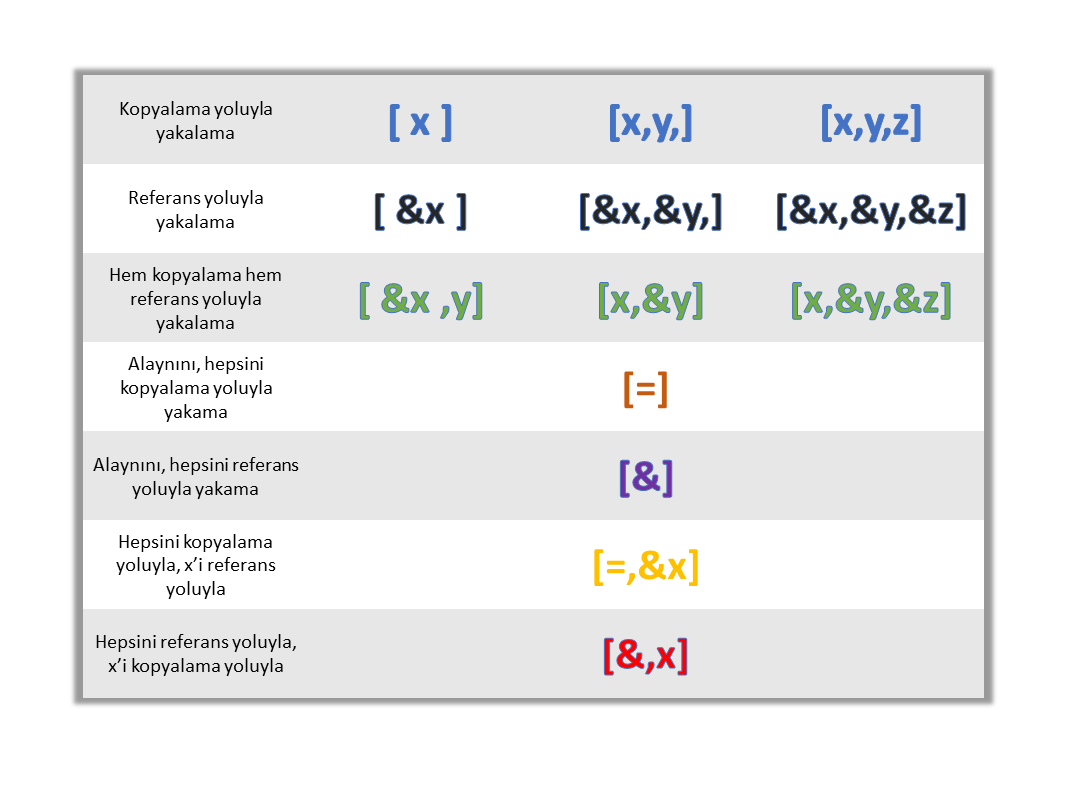 Kopyalama yoluyla
yakalama
[ x ]
[x,y,]
[x,y,z]
Referans yoluyla
yakalama
[ &x ]
[&x,&y,]
[&x,&y,&z]
Hem kopyalama hem
referans yoluyla
yakalama
[ &x ,y]
[x,&y]
[x,&y,&z]
Alaynını, hepsini
kopyalama yoluyla
yakama
[=]
Alaynını, hepsini referans
yoluyla yakama
[&]
Hepsini kopyalama
yoluyla, x’i referans
yoluyla
[=,&x]
Hepsini referans yoluyla,
x’i kopyalama yoluyla
[&,x]